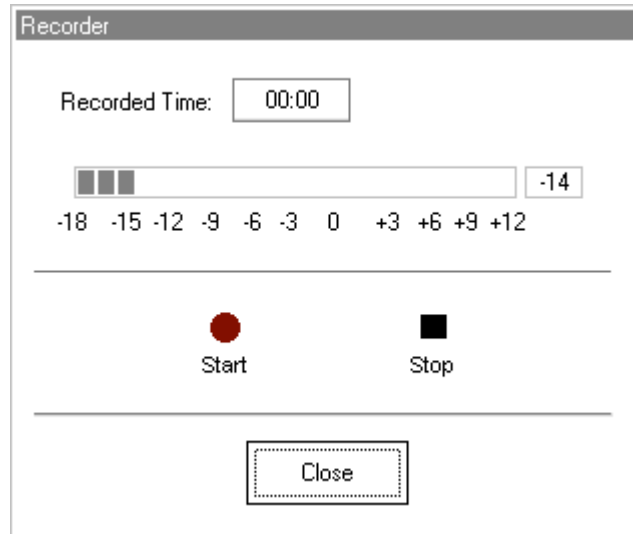 Recorder
Recorded Time: 00:00
-14
-18 -15 -12 -9 -6 -3 0 +3 +6 +9 +12
Start Stop
Close